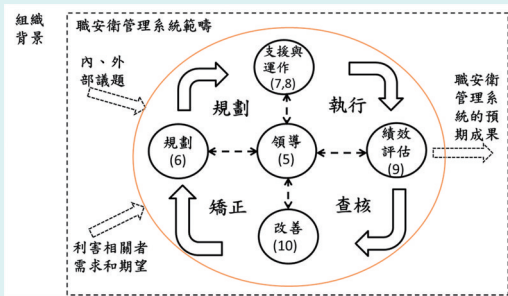 組織
背景
職安衛管理系統範疇
內、外
部議題
支援與
運作
(7,8)
規劃
執行
規劃
(6)
領導
(5)
績效
評估
(9)
職安衛
管理系
統的預
期成果
矯正
查核
改善
(10)
利害相關者
需求和期望